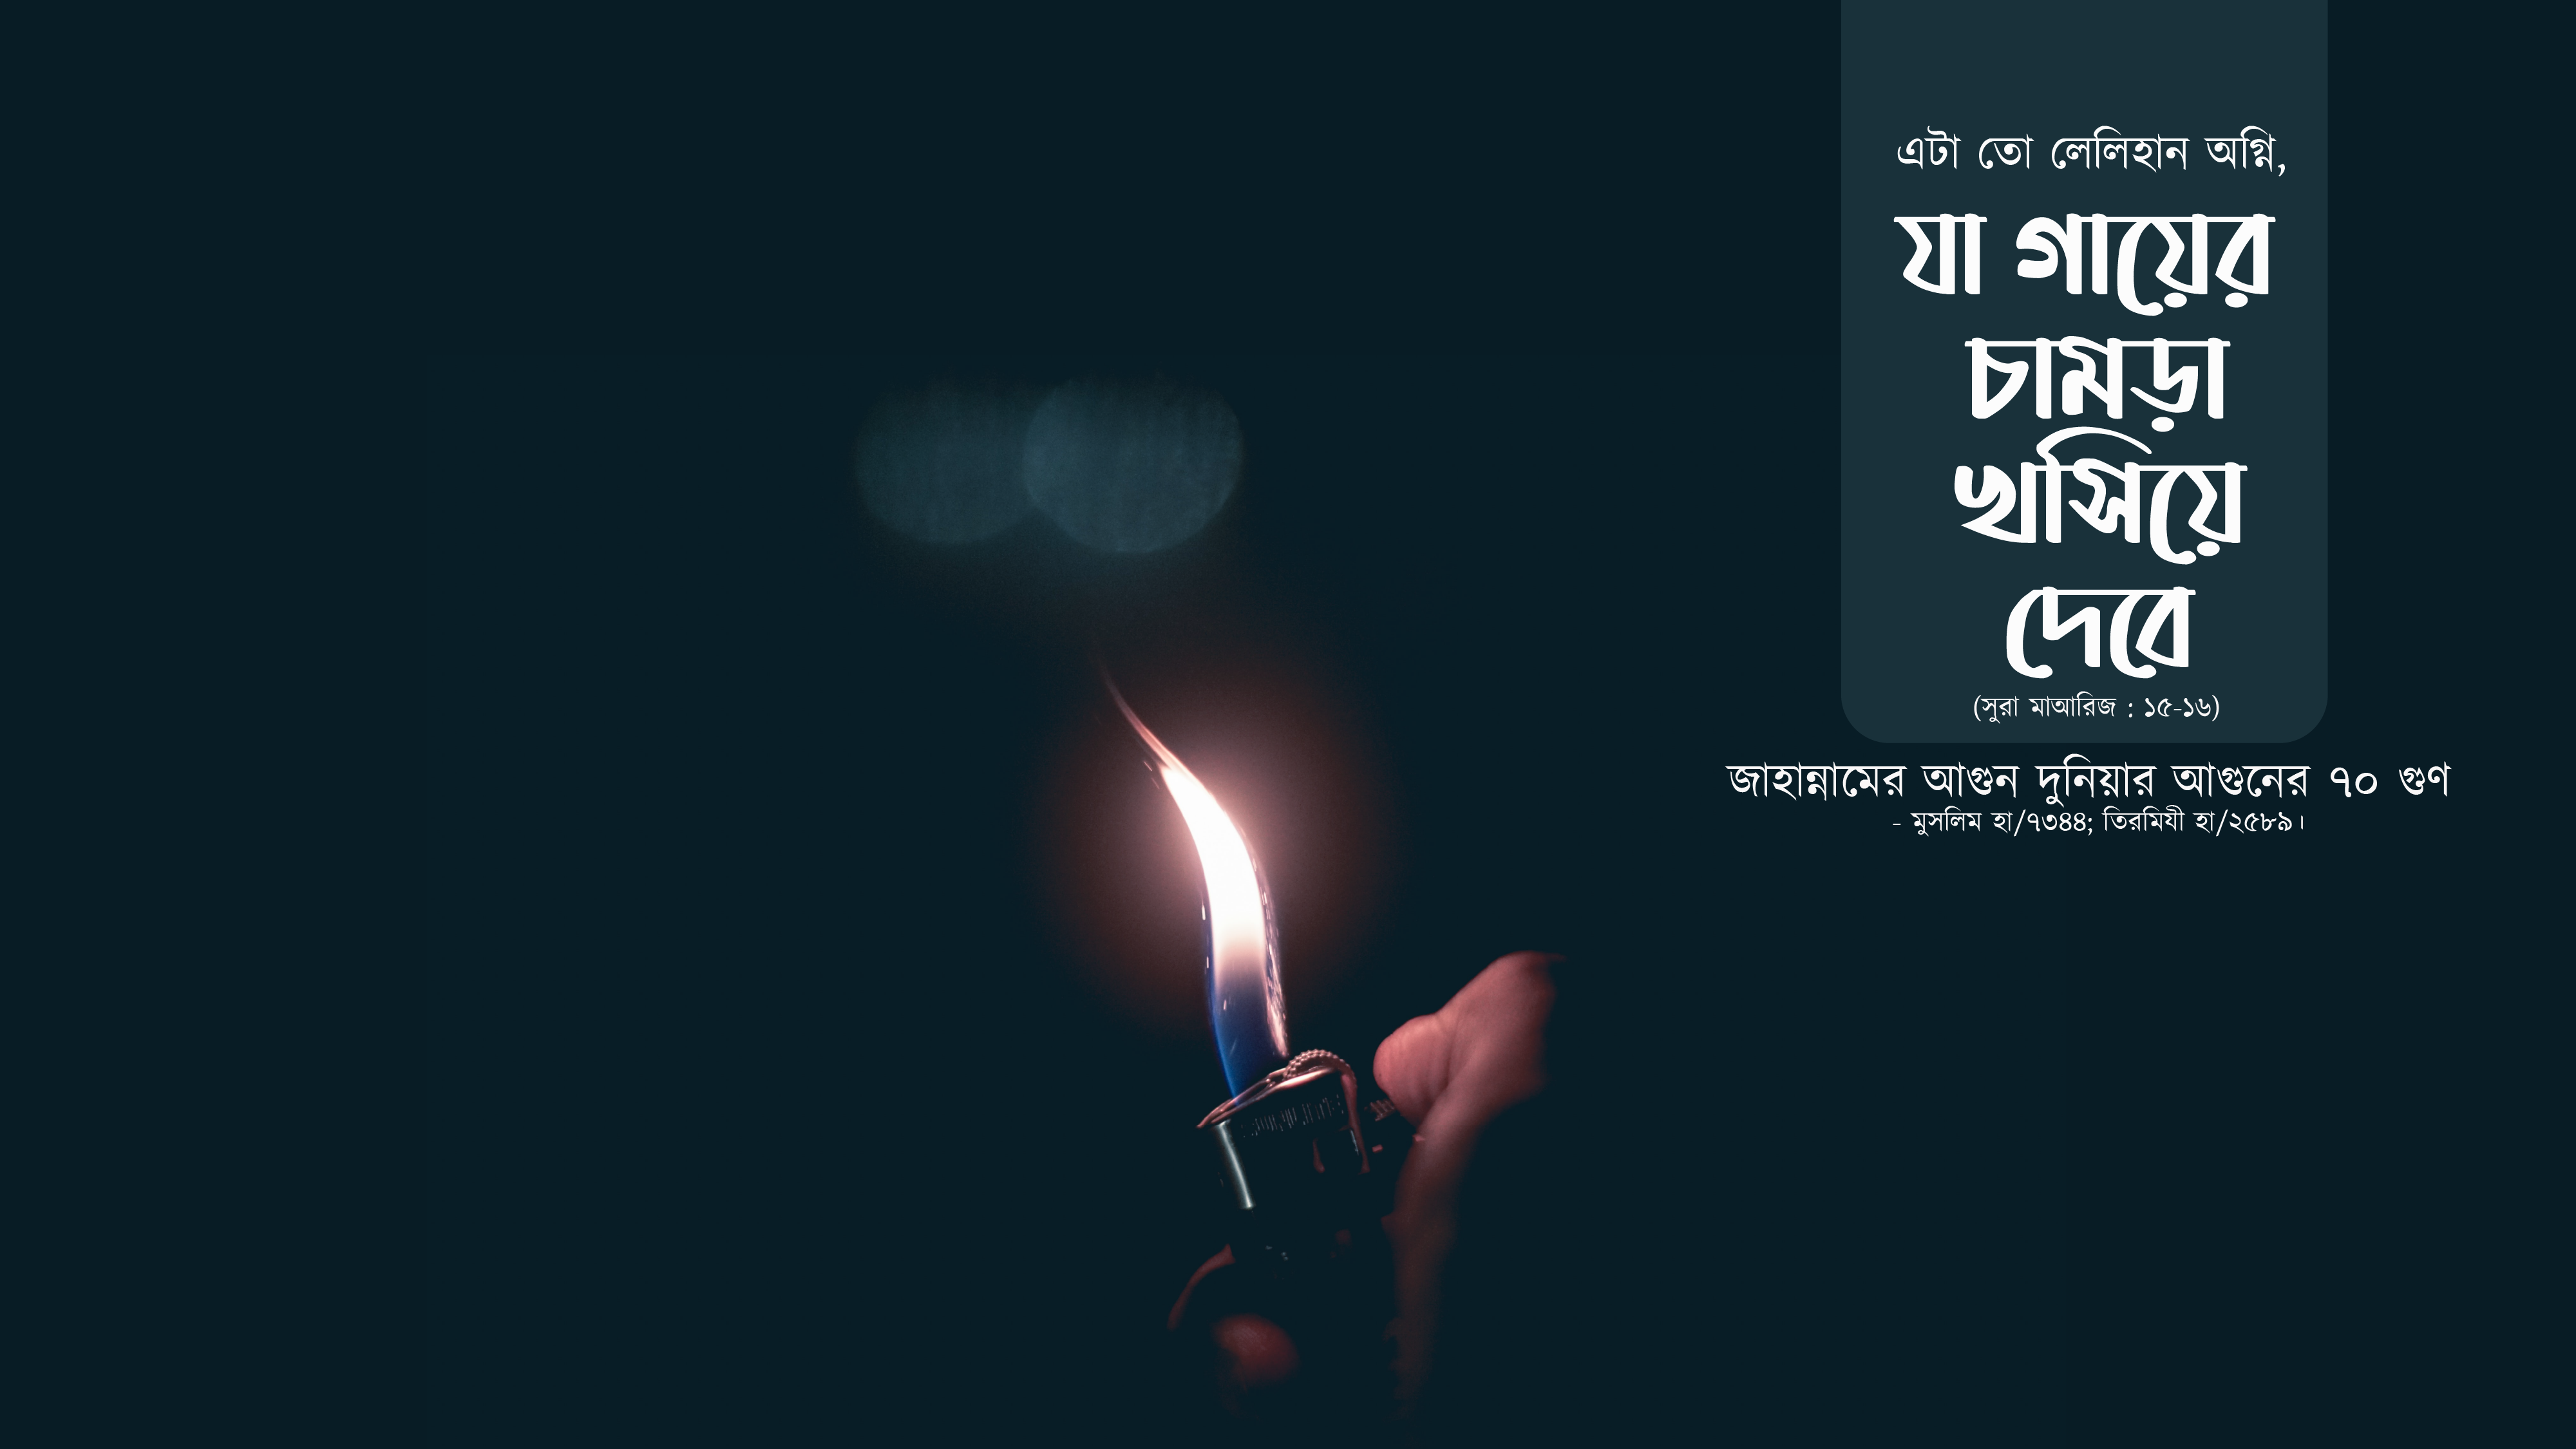 এটা তো লেলিহান অগ্নি,
যা গায়ের
চামড়া
খসিয়ে
দেবে
(সুরা মাআরিজ : ১৫-১৬)
জাহান্নামের আগুন দুনিয়ার আগুনের ৭০ গুণ
- মুসলিম হা/৭৩৪৪; তিরমিযী হা/২৫৮৯।